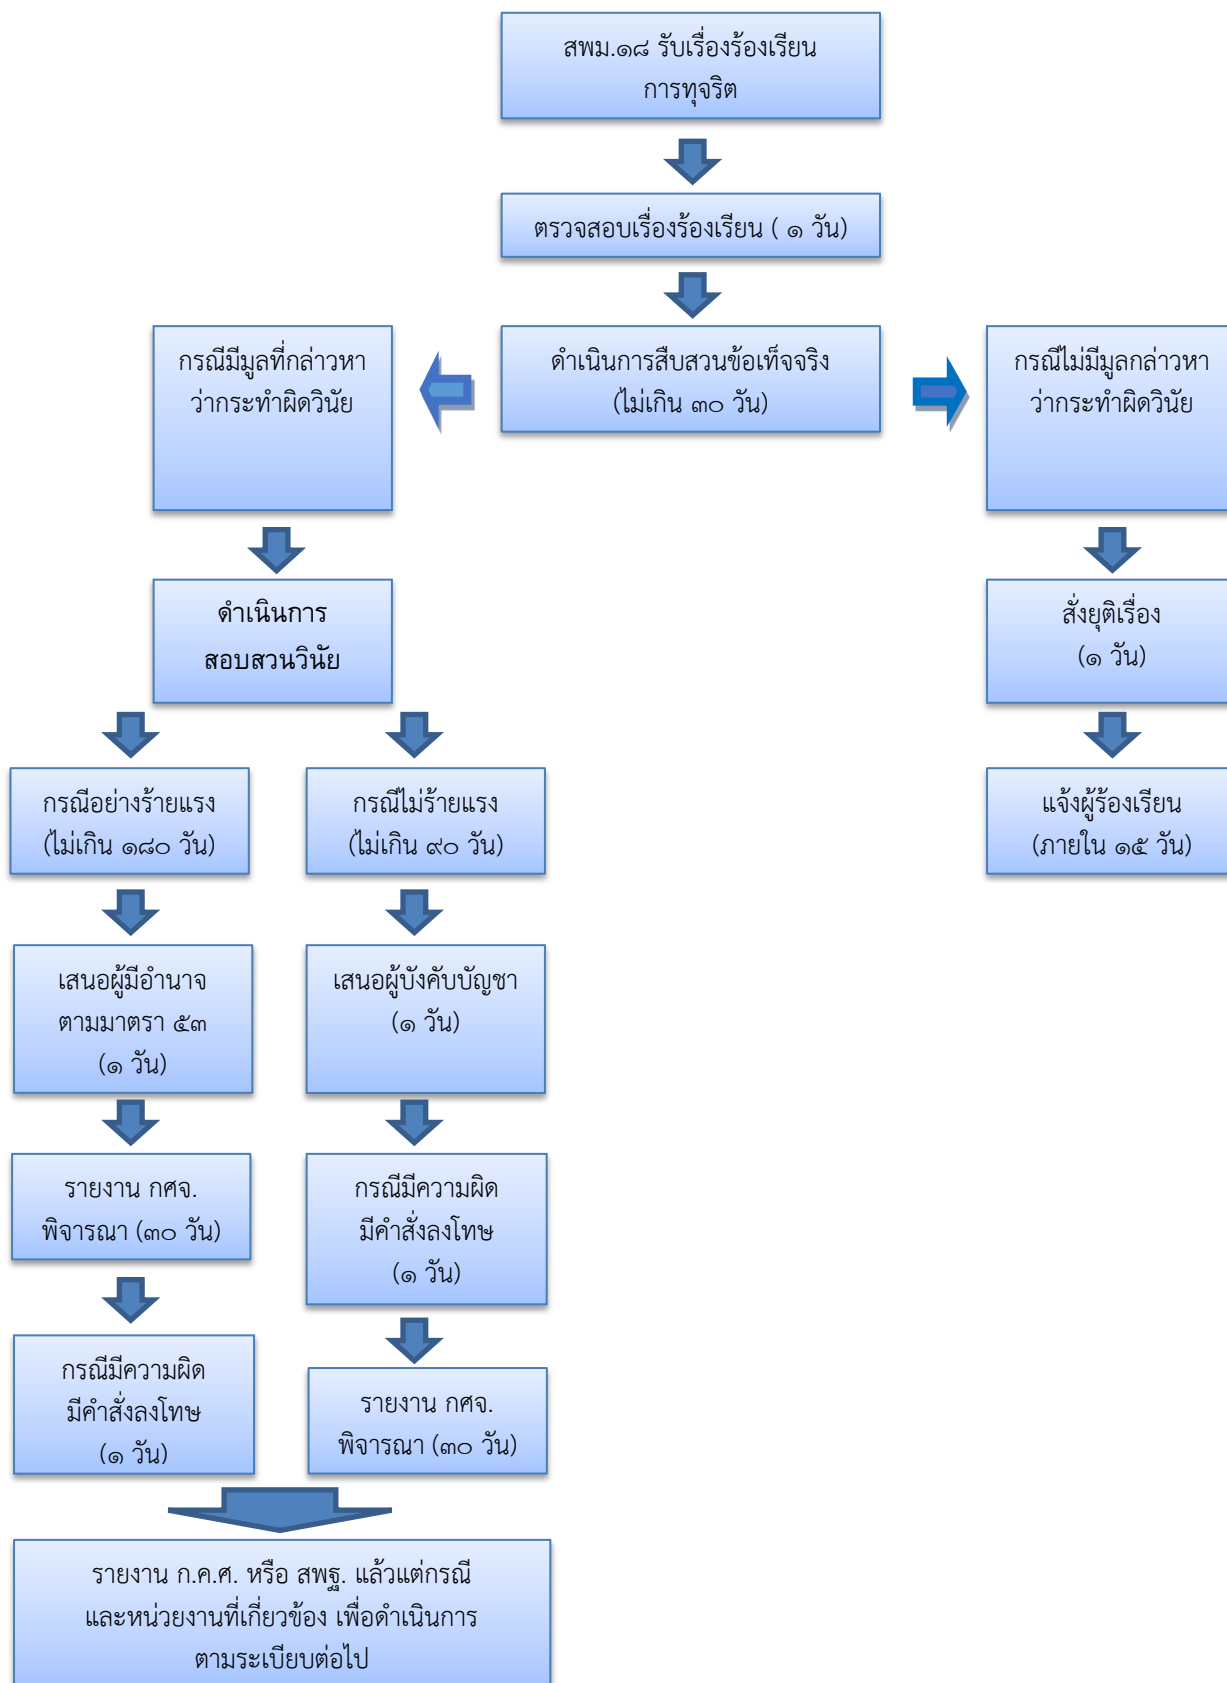 สพม.๑๘ รับเรื่องร้องเรียน
การทุจริต
ตรวจสอบเรื่องร้องเรียน ( ๑ วัน)
กรณีมีมูลที่กล่าวหา
ว่ากระทำผิดวินัย
ดำเนินการสืบสวนข้อเท็จจริง
(ไม่เกิน ๓๐ วัน)
กรณีไม่มีมูลกล่าวหา
ว่ากระทำผิดวินัย
ดำเนินการ
สอบสวนวินัย
สั่งยุติเรื่อง
(๑ วัน)
กรณีอย่างร้ายแรง
(ไม่เกิน ๑๘๐ วัน)
กรณีไม่ร้ายแรง
(ไม่เกิน ๙๐ วัน)
แจ้งผู้ร้องเรียน
(ภายใน ๑๕ วัน)
เสนอผู้มีอำนาจ
ตามมาตรา ๕๓
(๑ วัน)
เสนอผู้บังคับบัญชา
(๑ วัน)
รายงาน กศจ.
พิจารณา (๓๐ วัน)
กรณีมีความผิด
มีคำสั่งลงโทษ
(๑ วัน)
กรณีมีความผิด
มีคำสั่งลงโทษ
(๑ วัน)
รายงาน กศจ.
พิจารณา (๓๐ วัน)
รายงาน ก.ค.ศ. หรือ สพฐ. แล้วแต่กรณี
และหน่วยงานที่เกี่ยวข้อง เพื่อดำเนินการ
ตามระเบียบต่อไป